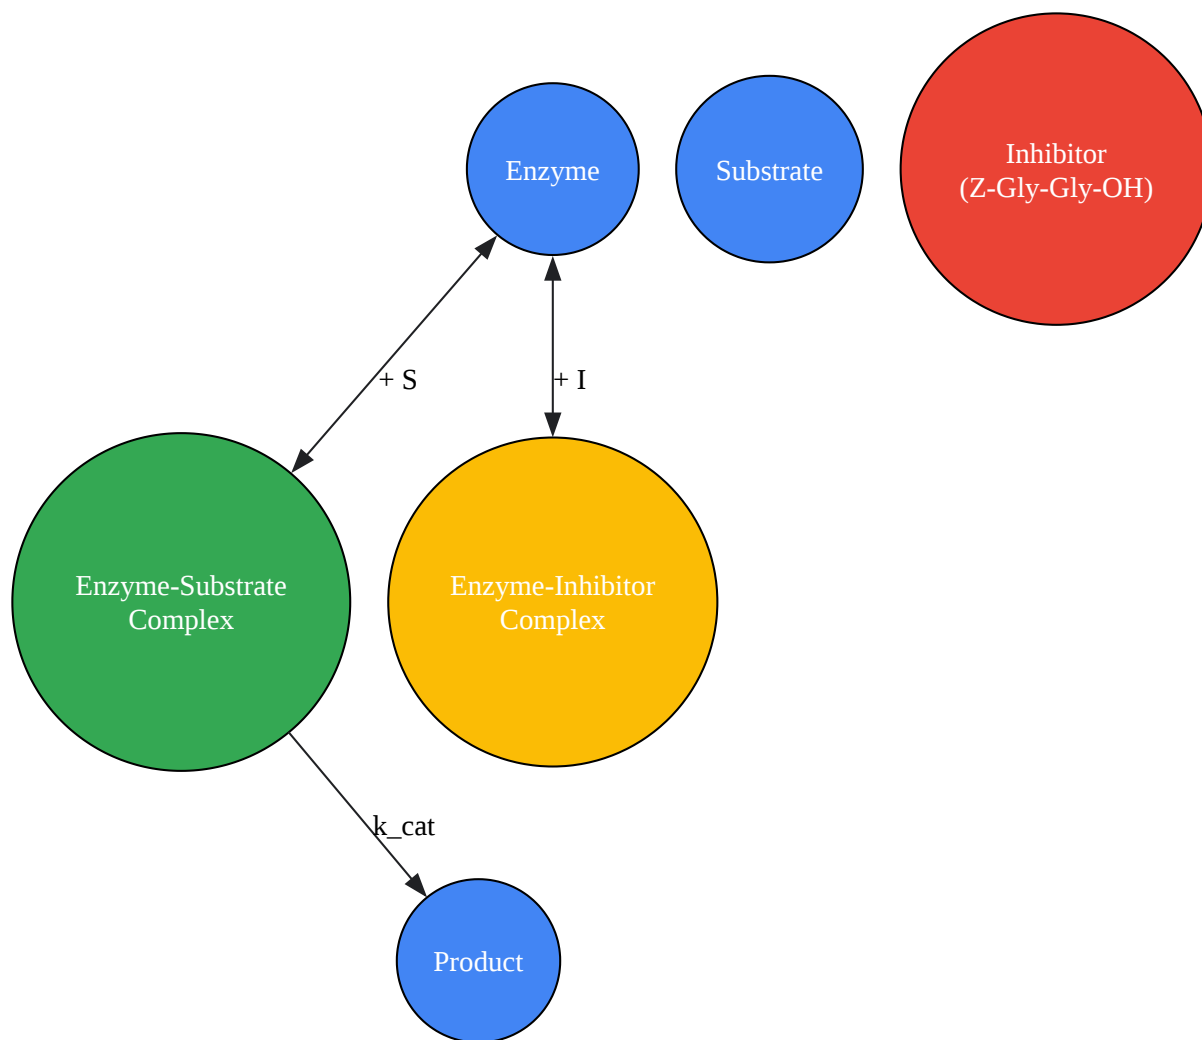 Enzyme
Substrate
Inhibitor
(Z-Gly-Gly-OH)
+ S
+ I
Enzyme-Substrate
Complex
Enzyme-Inhibitor
Complex
k_cat
Product